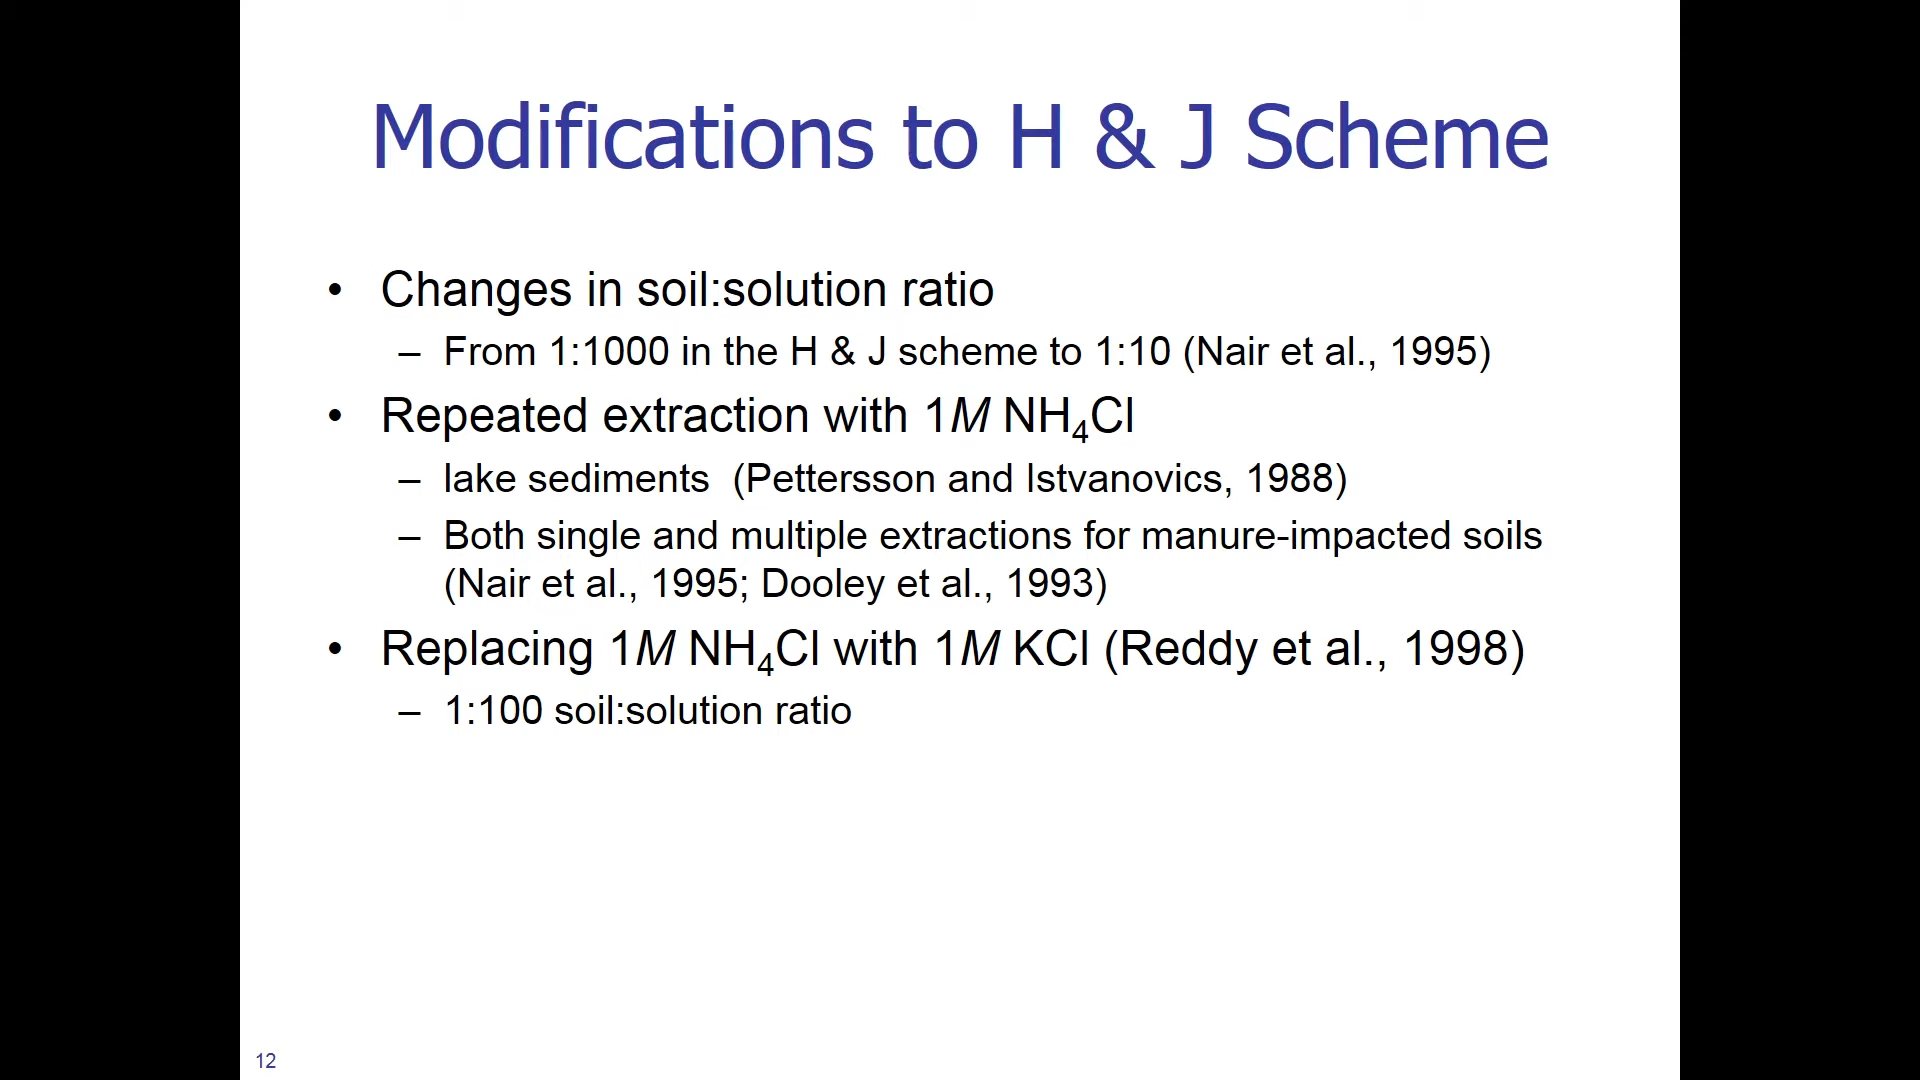 Modifications to H & J Scheme
• Changes in soil:solution ratio
– From 1:1000 in the H & J scheme to 1:10 (Nair et al., 1995)
• Repeated extraction with 1M NH₄Cl
– lake sediments (Pettersson and Istvanovics, 1988)
– Both single and multiple extractions for manure-impacted soils
(Nair et al., 1995; Dooley et al., 1993)
• Replacing 1M NH₄Cl with 1M KCl (Reddy et al., 1998)
– 1:100 soil:solution ratio
12